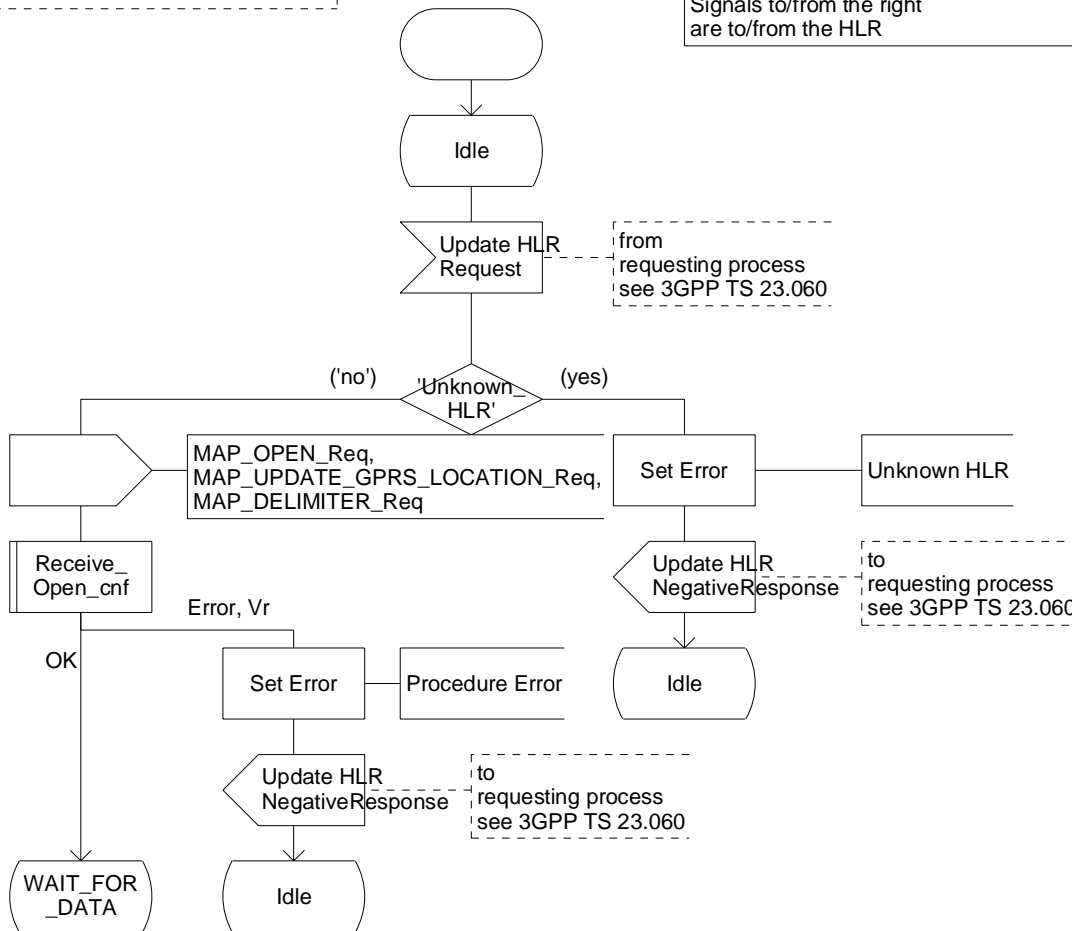 Signals to/from the right
are to/from the HLR
Idle
Update HLR
Request
from
requesting process
see 3GPP TS 23.060
('no')
'Unknown_
HLR'
(yes)
MAP_OPEN_Req,
MAP_UPDATE_GPRS_LOCATION_Req,
MAP_DELIMITER_Req
Set Error
Unknown HLR
Receive_
Open_cnf
Update HLR
NegativeResponse
to
requesting process
see 3GPP TS 23.060
Error, Vr
OK
Set Error
Procedure Error
Idle
Update HLR
NegativeResponse
to
requesting process
see 3GPP TS 23.060
WAIT_FOR
_DATA
Idle